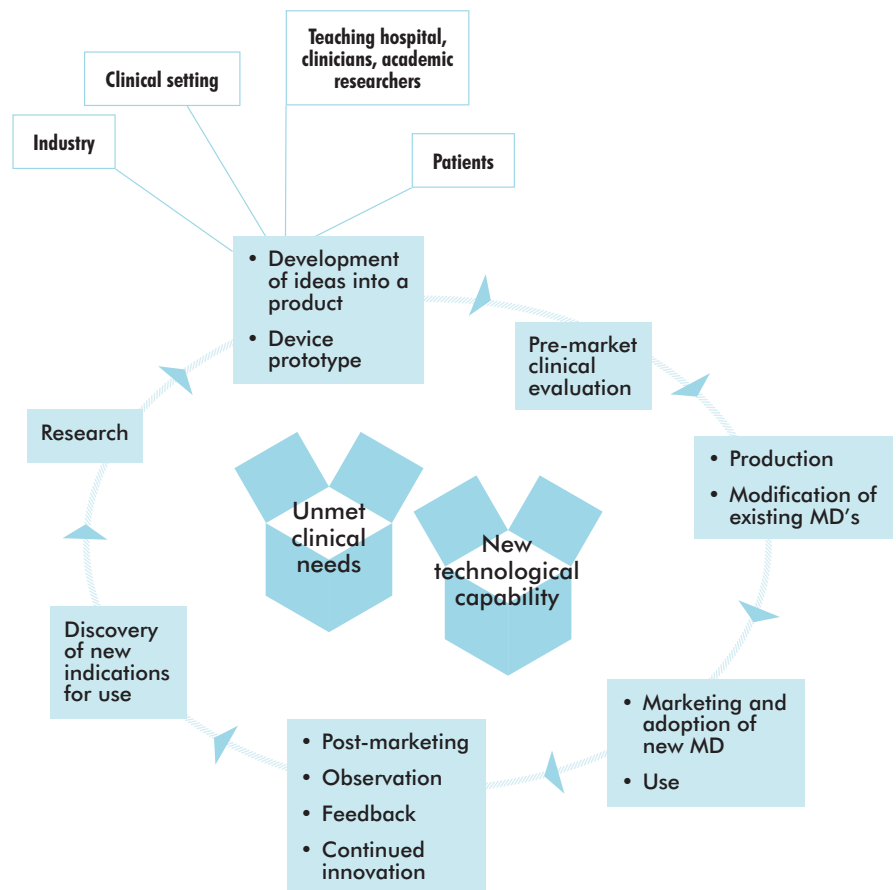 Teaching hospital,
clinicians, academic
researchers
Clinical setting
Industry
Patients
• Development
of ideas into a
product
• Device
prototype
Pre-market
clinical
evaluation
Research
• Production
• Modification of
existing MD's
Unmet
clinical
needs
New
technological
capability
Discovery
of new
indications
for use
• Marketing and
adoption of
new MD
• Use
• Post-marketing
• Observation
• Feedback
• Continued
innovation